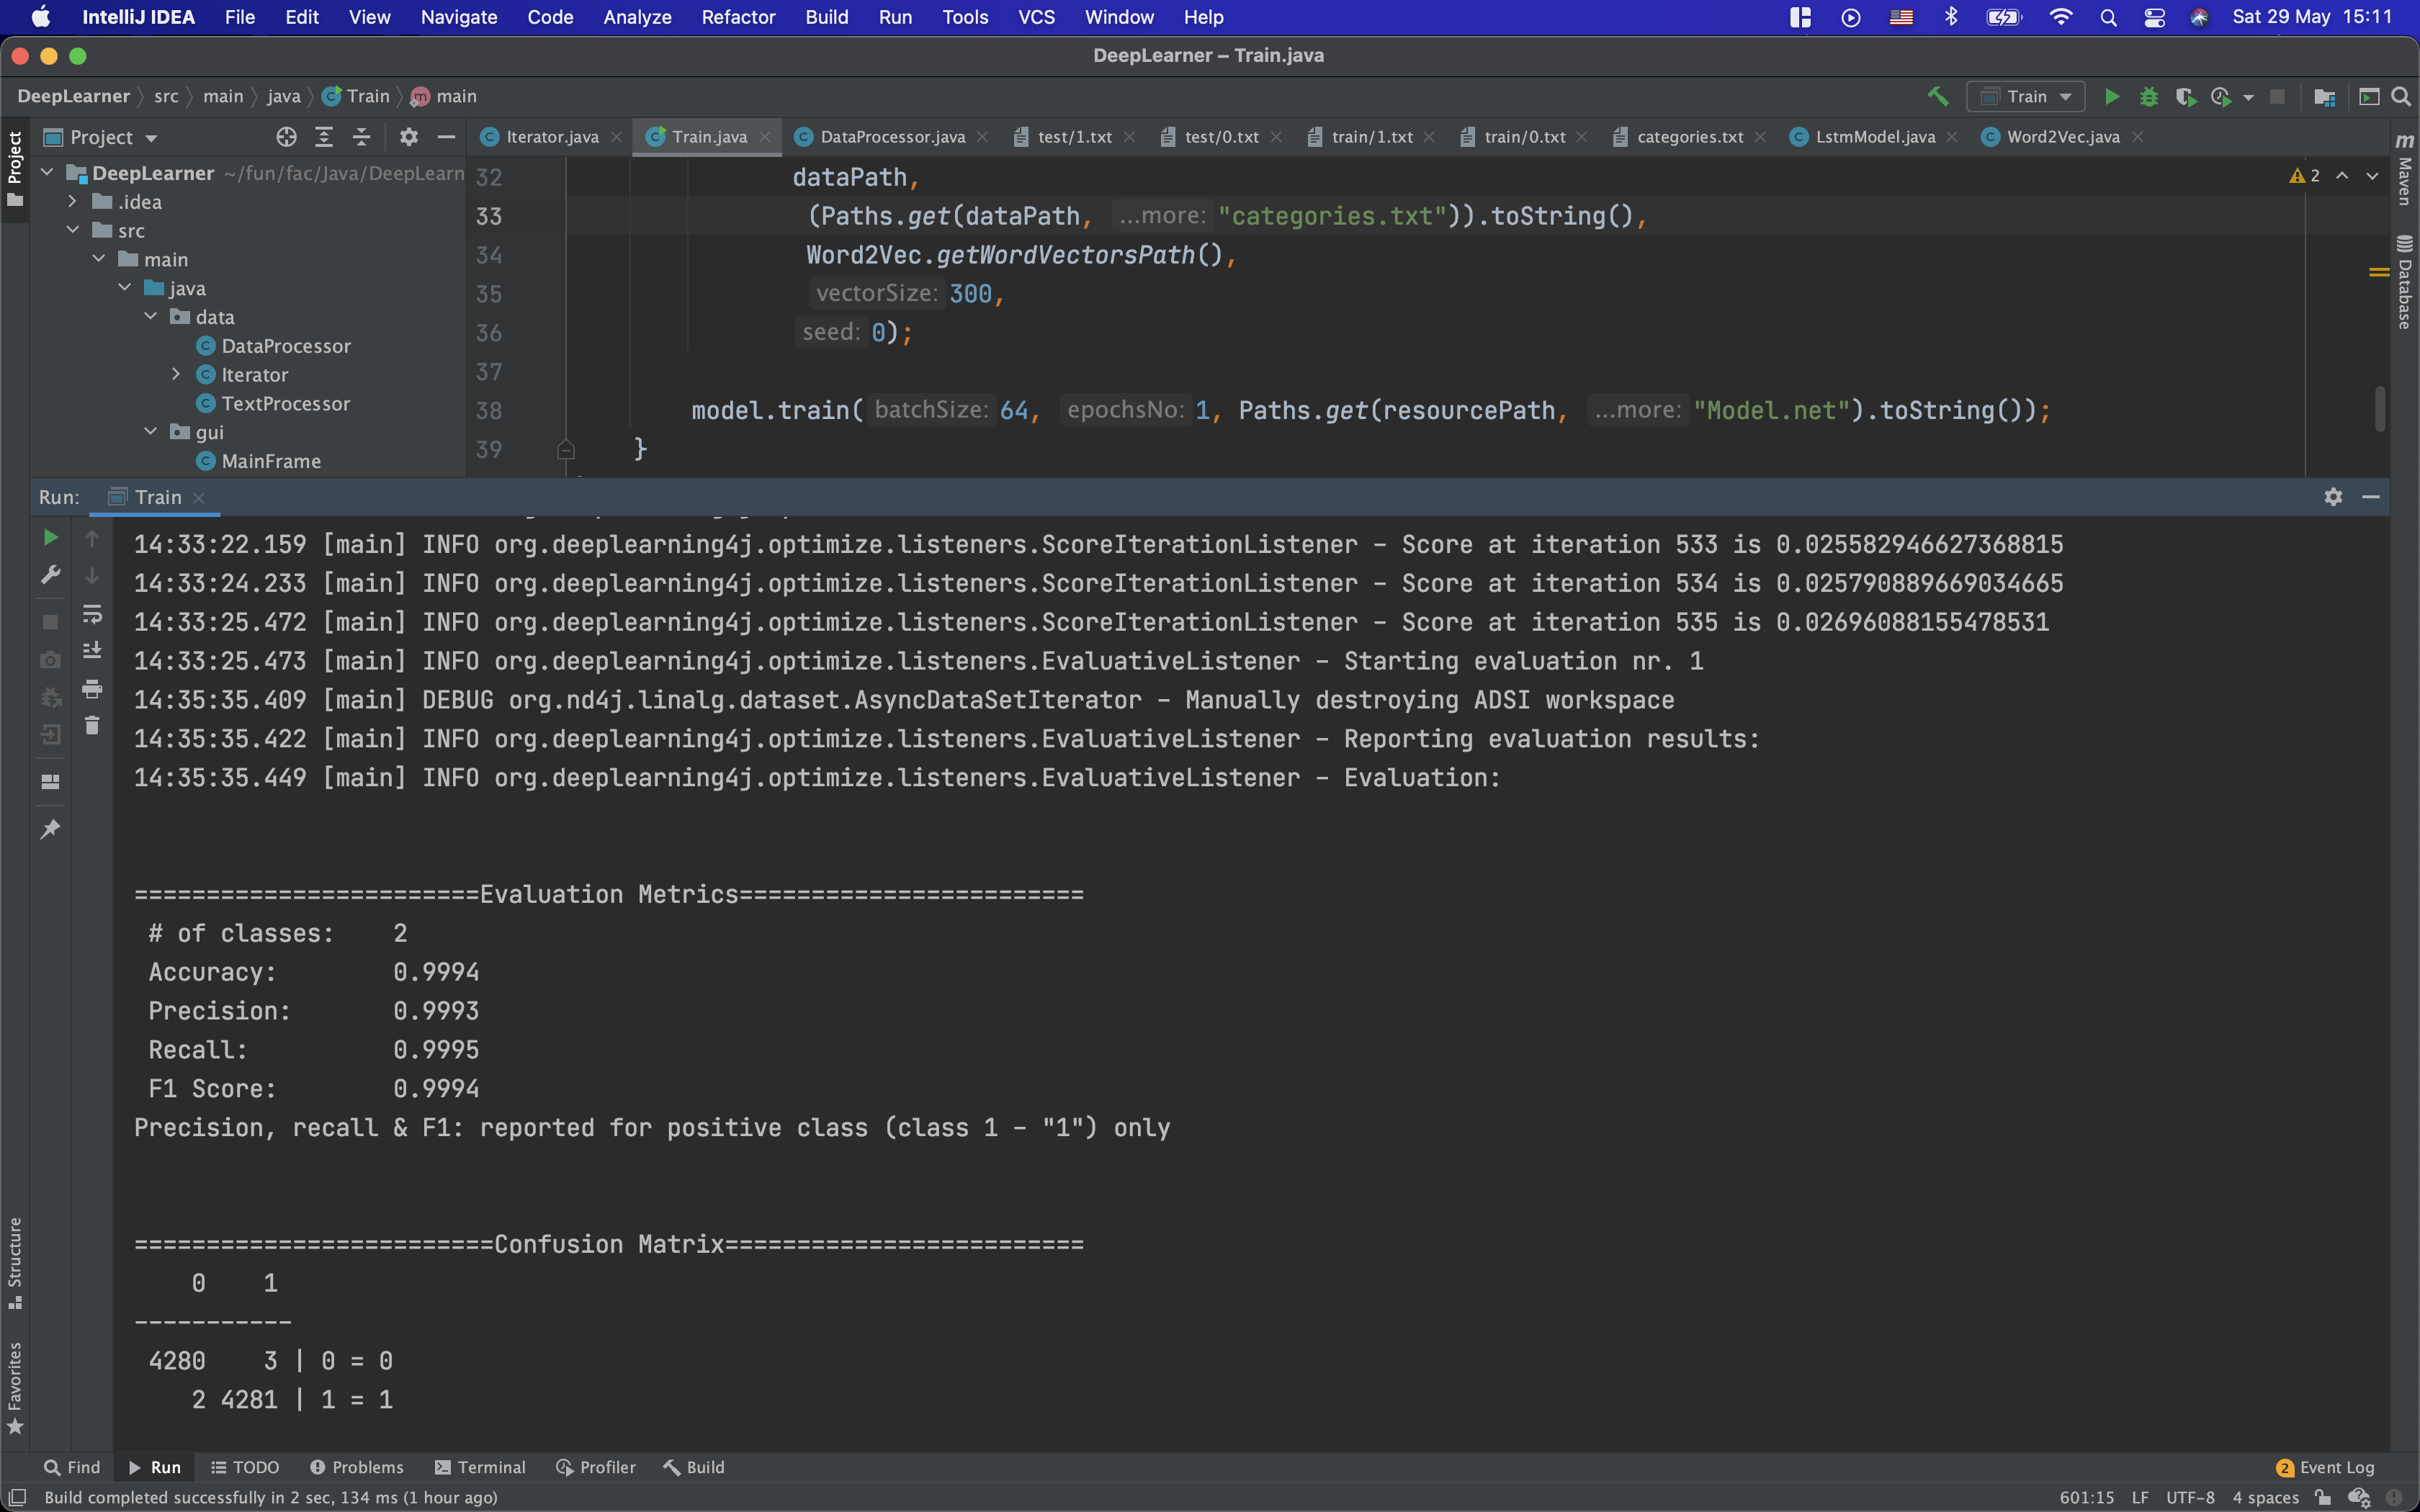 IntelliJ IDEA File Edit View Navigate Code Analyze Refactor Build Run Tools VCS Window Help Sat 29 May 15:11
DeepLearner – Train.java
DeepLearner src main java Train main Train
Project Iterator.java Train.java DataProcessor.java test/1.txt test/0.txt train/1.txt train/0.txt categories.txt LstmModel.java Word2Vec.java
Project
Maven
Database
DeepLearner ~/fun/fac/Java/DeepLearn
.idea
src
main
java
data
DataProcessor
Iterator
TextProcessor
gui
MainFrame
32 dataPath,
33 (Paths.get(dataPath, ...more: "categories.txt")).toString(),
34 Word2Vec.getWordVectorsPath(),
35 vectorSize: 300,
36 seed: 0);
37
38 model.train( batchSize: 64, epochsNo: 1, Paths.get(resourcePath, ...more: "Model.net").toString());
39 }
2
Run: Train
14:33:22.159 [main] INFO org.deeplearning4j.optimize.listeners.ScoreIterationListener - Score at iteration 533 is 0.025582946627368815
14:33:24.233 [main] INFO org.deeplearning4j.optimize.listeners.ScoreIterationListener - Score at iteration 534 is 0.025790889669034665
14:33:25.472 [main] INFO org.deeplearning4j.optimize.listeners.ScoreIterationListener - Score at iteration 535 is 0.02696088155478531
14:33:25.473 [main] INFO org.deeplearning4j.optimize.listeners.EvaluativeListener - Starting evaluation nr. 1
14:35:35.409 [main] DEBUG org.nd4j.linalg.dataset.AsyncDataSetIterator - Manually destroying ADSI workspace
14:35:35.422 [main] INFO org.deeplearning4j.optimize.listeners.EvaluativeListener - Reporting evaluation results:
14:35:35.449 [main] INFO org.deeplearning4j.optimize.listeners.EvaluativeListener - Evaluation:
========================Evaluation Metrics========================
# of classes: 2
Accuracy: 0.9994
Precision: 0.9993
Recall: 0.9995
F1 Score: 0.9994
Precision, recall & F1: reported for positive class (class 1 - "1") only
=========================Confusion Matrix=========================
0 1
-----------
4280 3 | 0 = 0
2 4281 | 1 = 1
Structure
Favorites
Find Run TODO Problems Terminal Profiler Build 2 Event Log
Build completed successfully in 2 sec, 134 ms (1 hour ago) 601:15 LF UTF-8 4 spaces